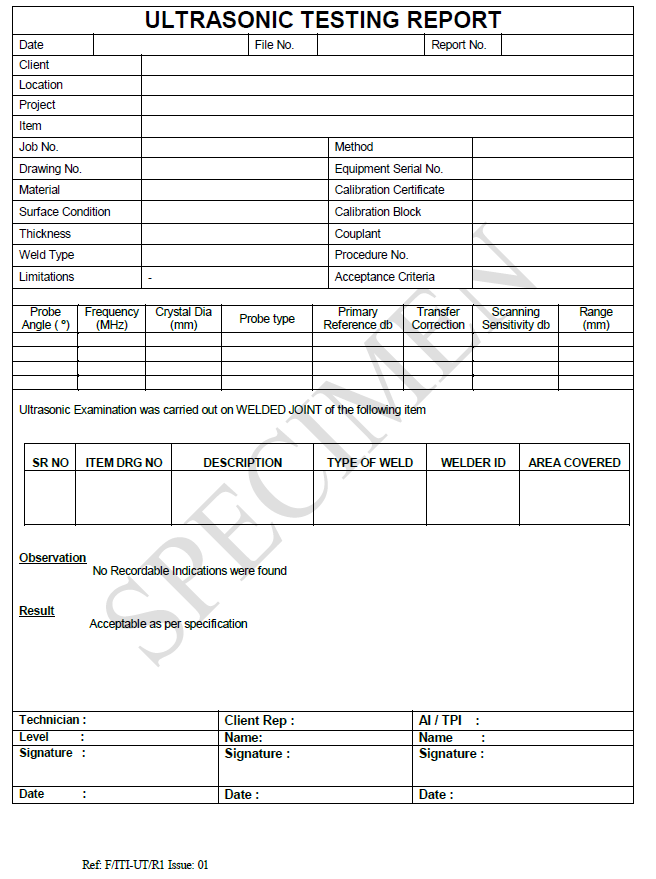 ULTRASONIC TESTING REPORT
Date File No. Report No.
Client
Location
Project
Item
Job No. Method
Drawing No. Equipment Serial No.
Material Calibration Certificate
Surface Condition Calibration Block
Thickness Couplant
Weld Type Procedure No.
Limitations - Acceptance Criteria
Probe Frequency Crystal Dia Probe type Primary Transfer Scanning Range
Angle ( º) (MHz) (mm) Reference db Correction Sensitivity db (mm)
Ultrasonic Examination was carried out on WELDED JOINT of the following item
SR NO ITEM DRG NO DESCRIPTION TYPE OF WELD WELDER ID AREA COVERED
Observation
No Recordable Indications were found
Result
Acceptable as per specification
SPECIMEN
Technician : Client Rep : AI / TPI :
Level : Name: Name :
Signature : Signature : Signature :
Date : Date : Date :
Ref: F/ITI-UT/R1 Issue: 01